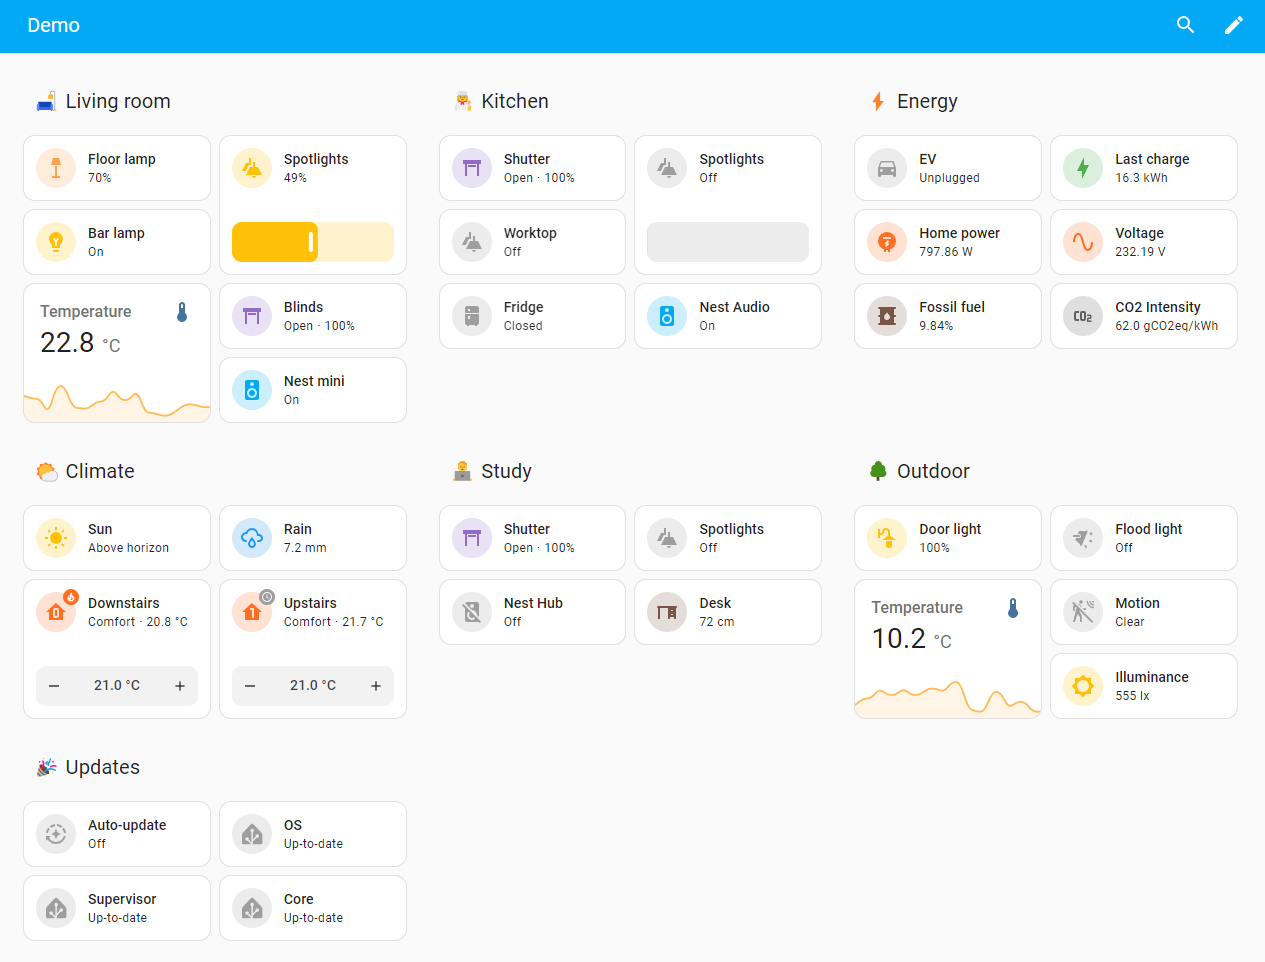 Demo
Living room
Floor lamp
70%
Spotlights
49%
Bar lamp
On
Temperature
22.8 °C
Blinds
Open · 100%
Nest mini
On
Kitchen
Shutter
Open · 100%
Spotlights
Off
Worktop
Off
Fridge
Closed
Nest Audio
On
Energy
EV
Unplugged
Last charge
16.3 kWh
Home power
797.86 W
Voltage
232.19 V
Fossil fuel
9.84%
CO2
CO2 Intensity
62.0 gCO2eq/kWh
Climate
Sun
Above horizon
Rain
7.2 mm
0
Downstairs
Comfort · 20.8 °C
− 21.0 °C +
1
Upstairs
Comfort · 21.7 °C
− 21.0 °C +
Study
Shutter
Open · 100%
Spotlights
Off
Nest Hub
Off
Desk
72 cm
Outdoor
Door light
100%
Flood light
Off
Temperature
10.2 °C
Motion
Clear
Illuminance
555 lx
Updates
Auto-update
Off
OS
Up-to-date
Supervisor
Up-to-date
Core
Up-to-date